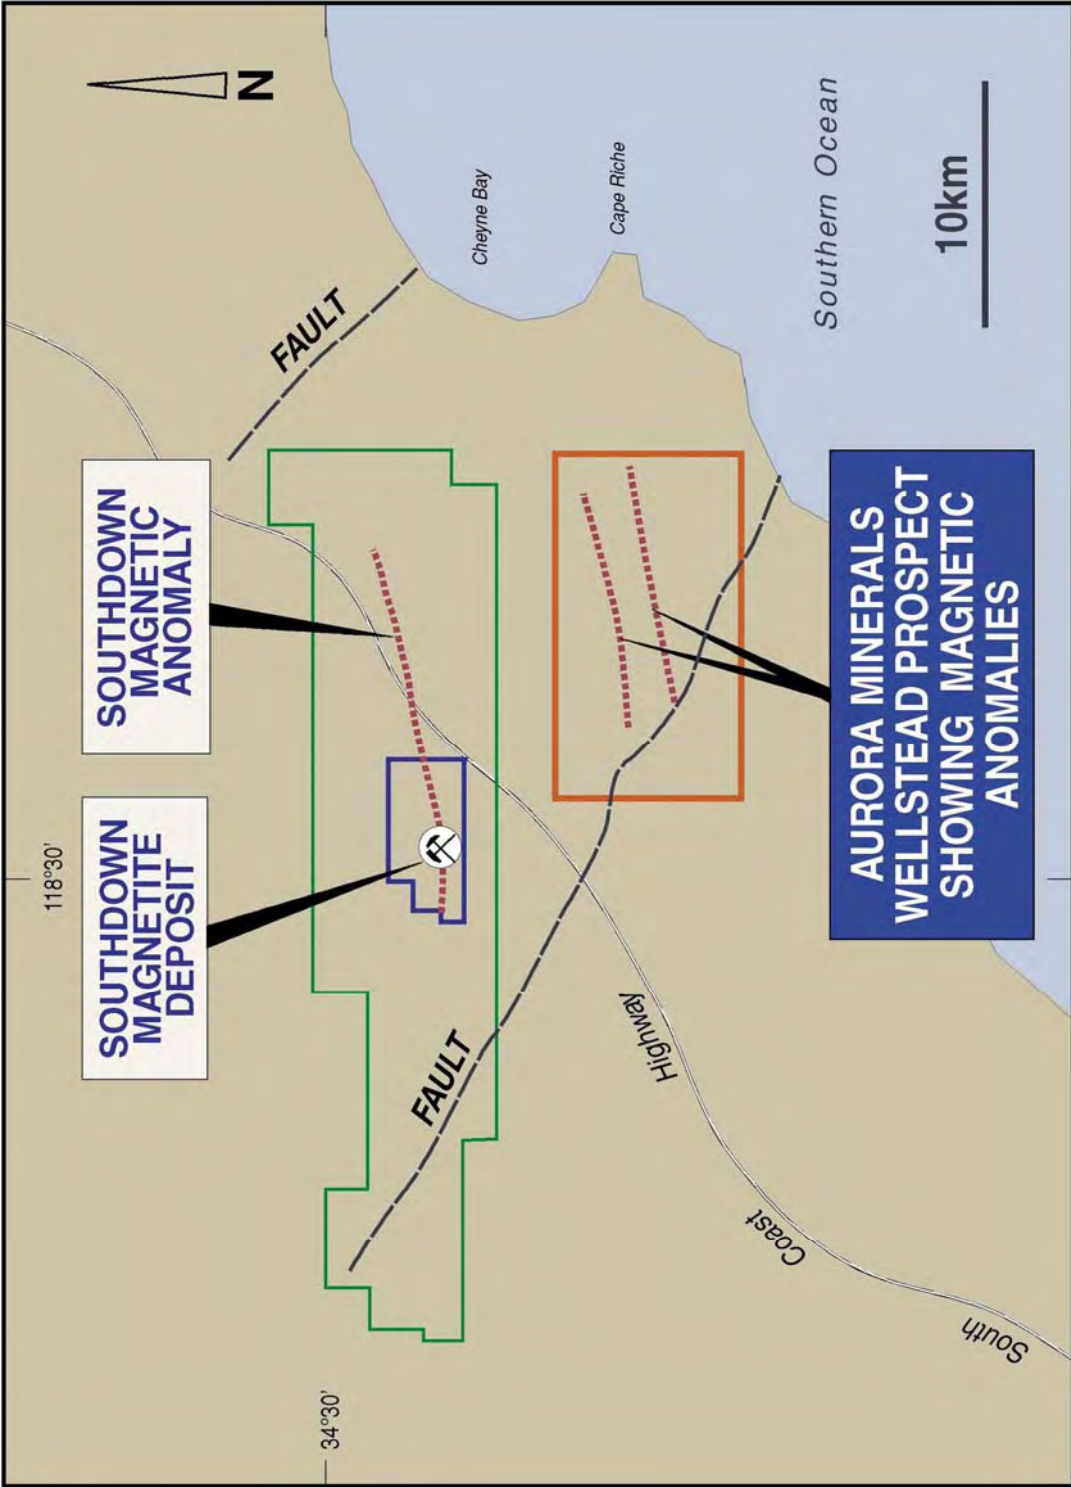 118°30'
34°30'
N
SOUTHDOWN
MAGNETITE
DEPOSIT
SOUTHDOWN
MAGNETIC
ANOMALY
FAULT
FAULT
Cheyne Bay
Cape Riche
Southern Ocean
10km
South
Coast
Highway
AURORA MINERALS
WELLSTEAD PROSPECT
SHOWING MAGNETIC
ANOMALIES